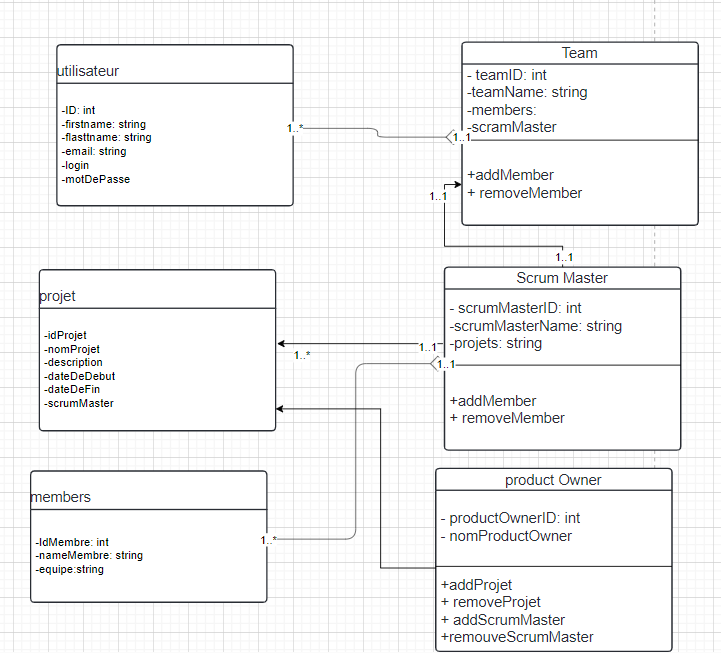 utilisateur
-ID: int
-firstname: string
-flasttname: string
-email: string
-login
-motDePasse
1..*
Team
- teamID: int
-teamName: string
-members:
-scramMaster
1..1
+addMember
+ removeMember
1..1
1..1
Scrum Master
- scrumMasterID: int
-scrumMasterName: string
-projets: string
1..1
1..1
+addMember
+ removeMember
projet
-idProjet
-nomProjet
-description
-dateDeDebut
-dateDeFin
-scrumMaster
1..*
members
-IdMembre: int
-nameMembre: string
-equipe:string
1..*
product Owner
- productOwnerID: int
- nomProductOwner
+addProjet
+ removeProjet
+ addScrumMaster
+remouveScrumMaster